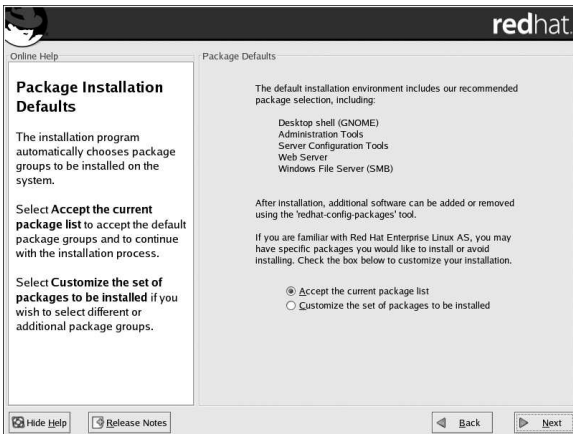 redhat.
Online Help
Package Installation
Defaults
The installation program
automatically chooses package
groups to be installed on the
system.
Select Accept the current
package list to accept the default
package groups and to continue
with the installation process.
Select Customize the set of
packages to be installed if you
wish to select different or
additional package groups.
Package Defaults
The default installation environment includes our recommended
package selection, including:
Desktop shell (GNOME)
Administration Tools
Server Configuration Tools
Web Server
Windows File Server (SMB)
After installation, additional software can be added or removed
using the 'redhat-config-packages' tool.
If you are familiar with Red Hat Enterprise Linux AS, you may
have specific packages you would like to install or avoid
installing. Check the box below to customize your installation.
Accept the current package list
Customize the set of packages to be installed
Hide Help
Release Notes
Back
Next